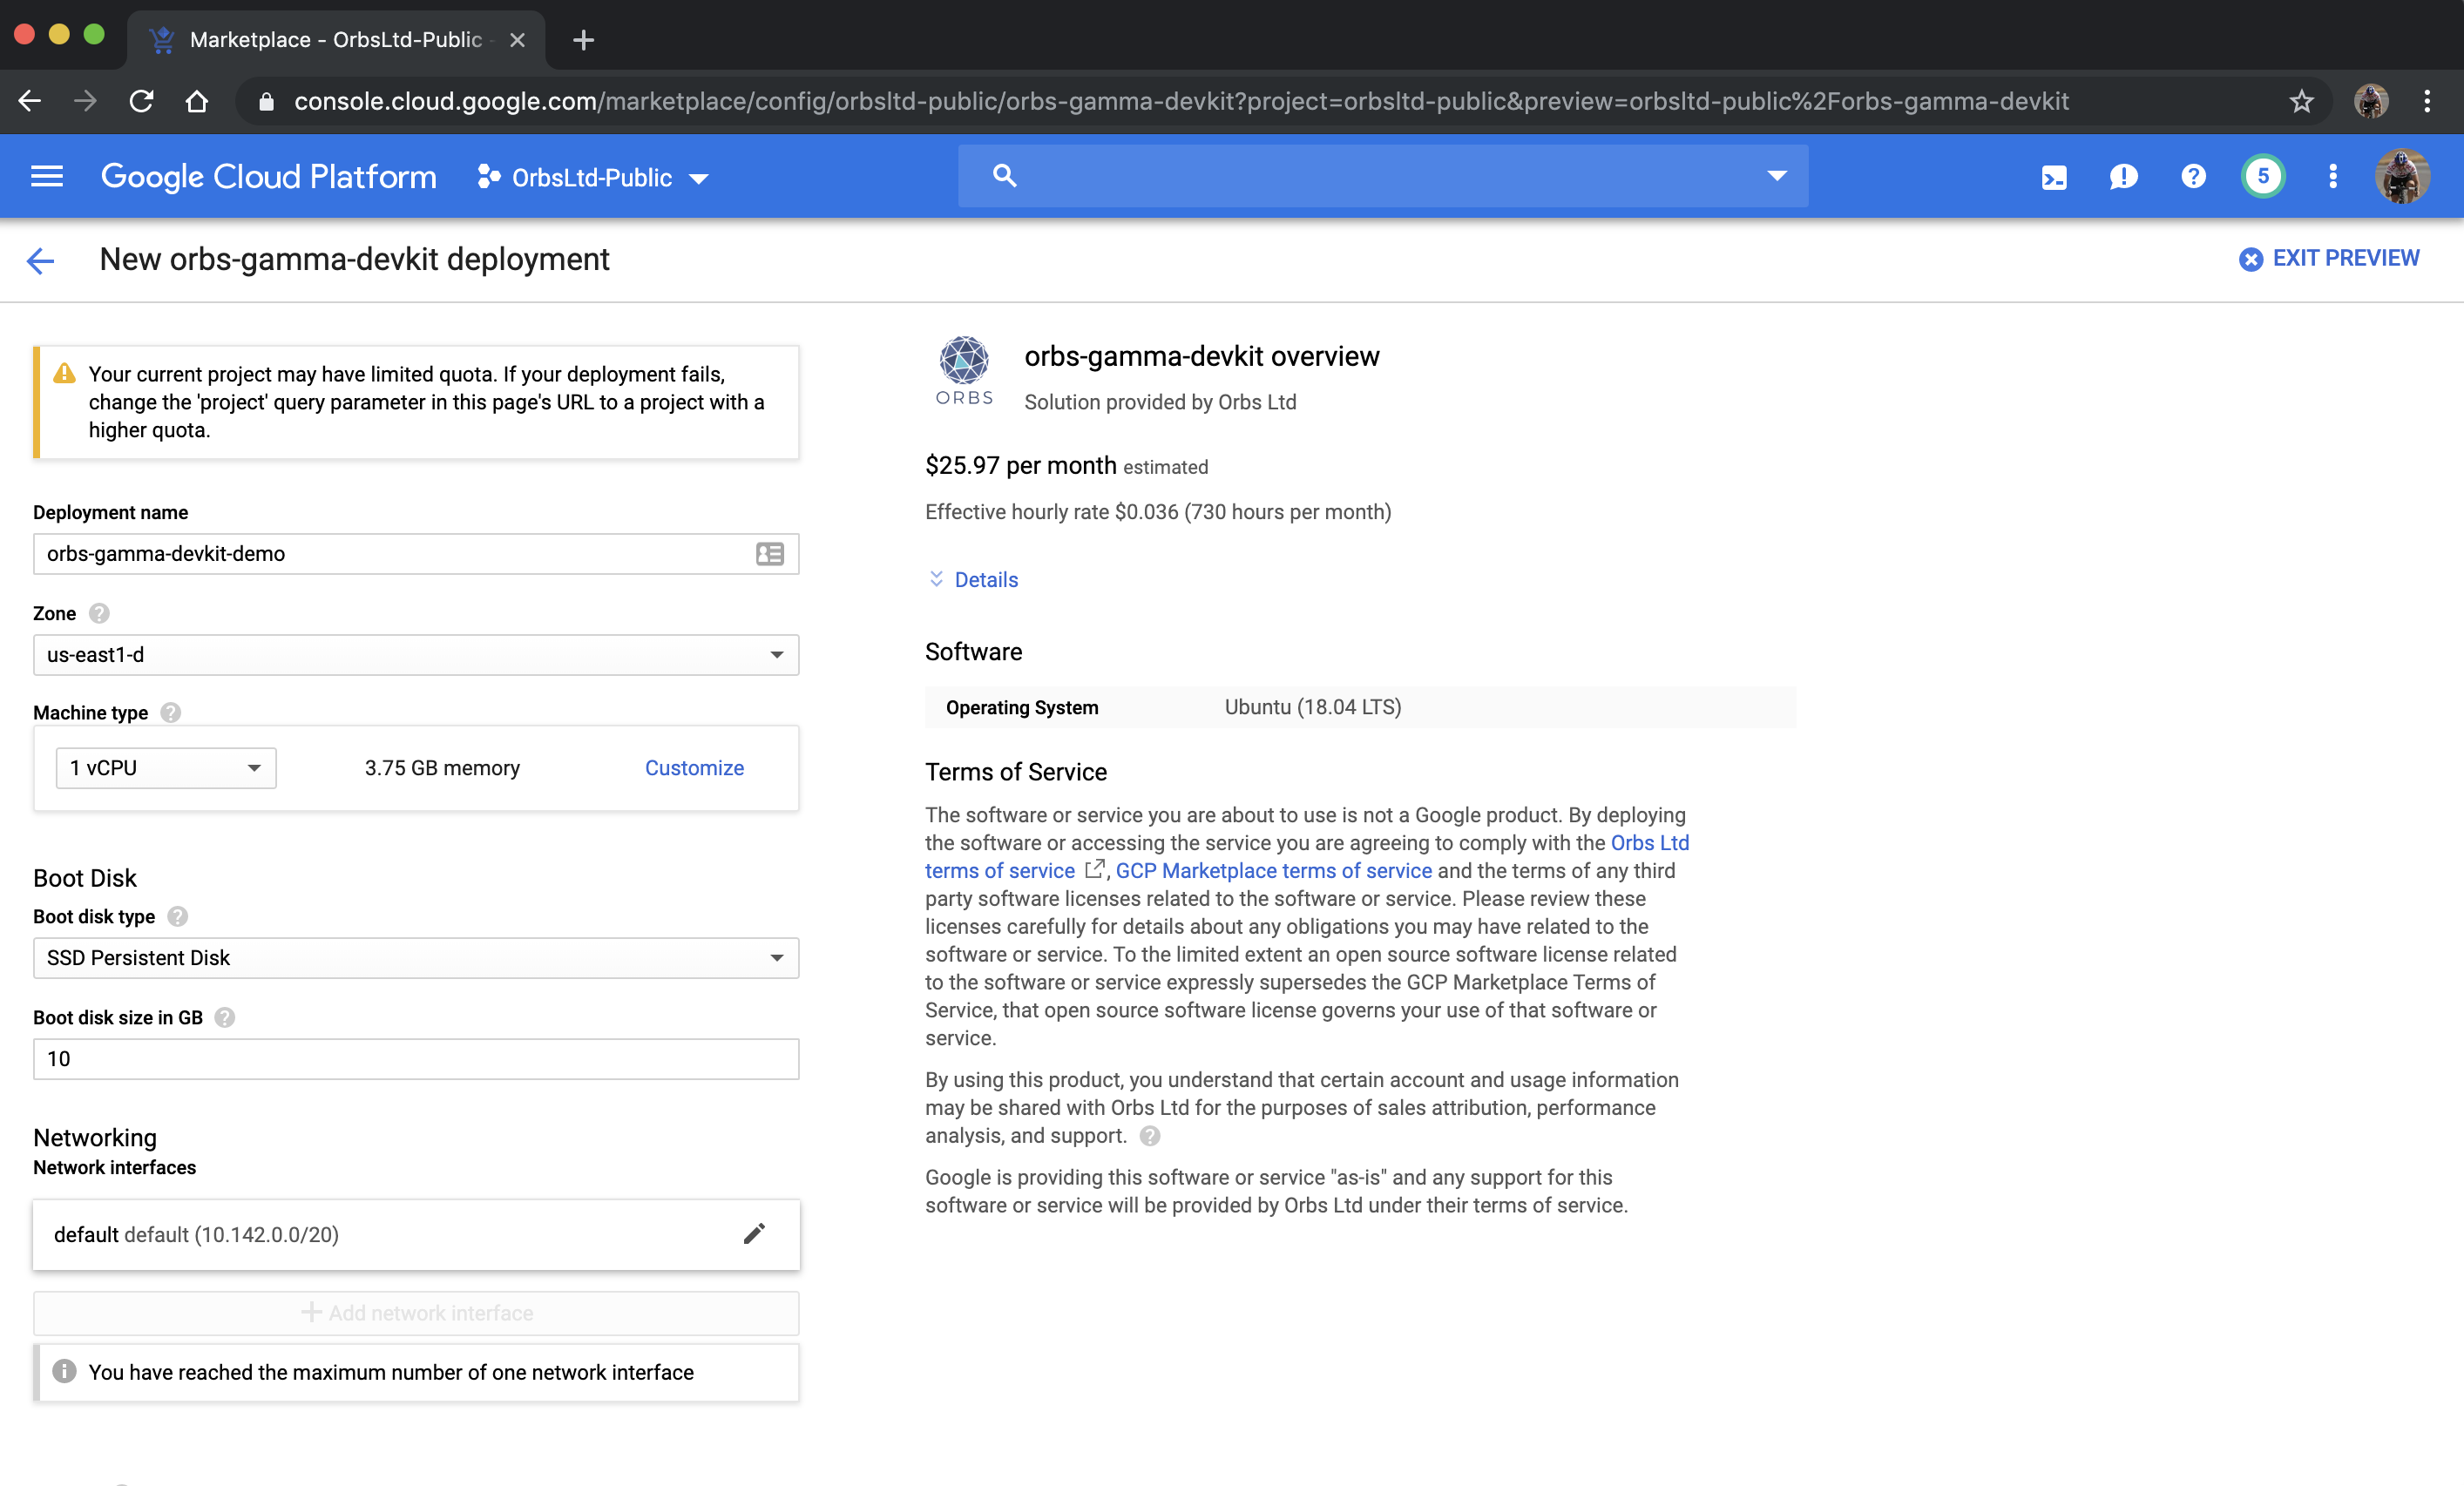 Marketplace - OrbsLtd-Public
console.cloud.google.com/marketplace/config/orbsltd-public/orbs-gamma-devkit?project=orbsltd-public&preview=orbsltd-public%2Forbs-gamma-devkit
Google Cloud Platform
OrbsLtd-Public
5
New orbs-gamma-devkit deployment
EXIT PREVIEW
Your current project may have limited quota. If your deployment fails,
change the 'project' query parameter in this page's URL to a project with a
higher quota.
Deployment name
orbs-gamma-devkit-demo
Zone
us-east1-d
Machine type
1 vCPU
3.75 GB memory
Customize
Boot Disk
Boot disk type
SSD Persistent Disk
Boot disk size in GB
10
Networking
Network interfaces
default default (10.142.0.0/20)
Add network interface
You have reached the maximum number of one network interface
ORBS
orbs-gamma-devkit overview
Solution provided by Orbs Ltd
$25.97 per month estimated
Effective hourly rate $0.036 (730 hours per month)
Details
Software
Operating System
Ubuntu (18.04 LTS)
Terms of Service
The software or service you are about to use is not a Google product. By deploying
the software or accessing the service you are agreeing to comply with the Orbs Ltd
terms of service , GCP Marketplace terms of service and the terms of any third
party software licenses related to the software or service. Please review these
licenses carefully for details about any obligations you may have related to the
software or service. To the limited extent an open source software license related
to the software or service expressly supersedes the GCP Marketplace Terms of
Service, that open source software license governs your use of that software or
service.
By using this product, you understand that certain account and usage information
may be shared with Orbs Ltd for the purposes of sales attribution, performance
analysis, and support.
Google is providing this software or service "as-is" and any support for this
software or service will be provided by Orbs Ltd under their terms of service.